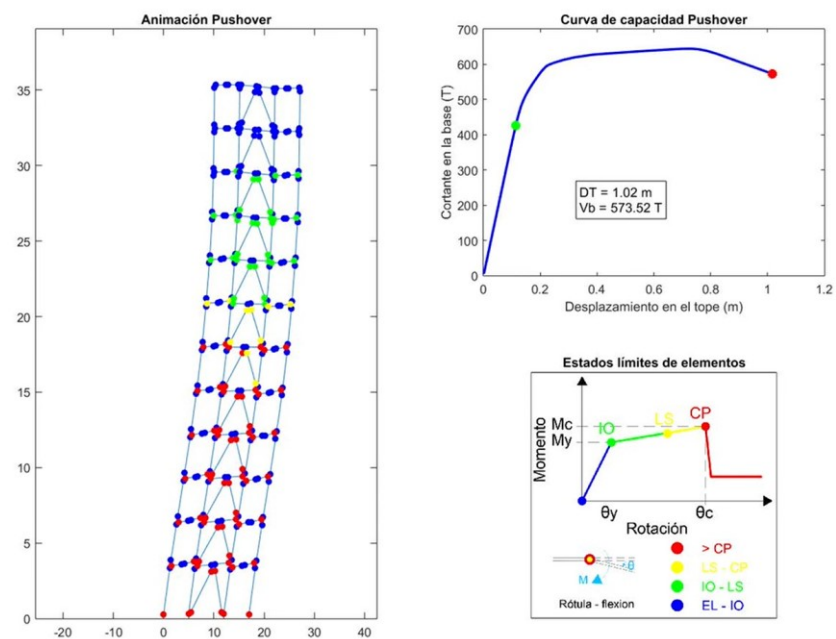 Animación Pushover
35
30
25
20
15
10
5
0
-20
-10
0
10
20
30
40
Curva de capacidad Pushover
Cortante en la base (T)
700
600
500
400
300
200
100
0
DT = 1.02 m
Vb = 573.52 T
0
0.2
0.4
0.6
0.8
1
1.2
Desplazamiento en el tope (m)
Estados límites de elementos
Momento
Mc
My
IO
LS
CP
θy
θc
Rotación
θ
M
Rótula - flexion
> CP
LS - CP
IO - LS
EL - IO